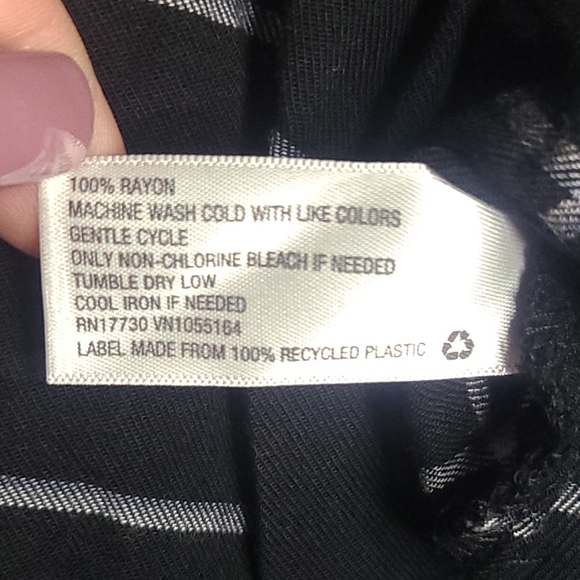 100% RAYON
MACHINE WASH COLD WITH LIKE COLORS
GENTLE CYCLE
ONLY NON-CHLORINE BLEACH IF NEEDED
TUMBLE DRY LOW
COOL IRON IF NEEDED
RN17730 VN1055164
LABEL MADE FROM 100% RECYCLED PLASTIC